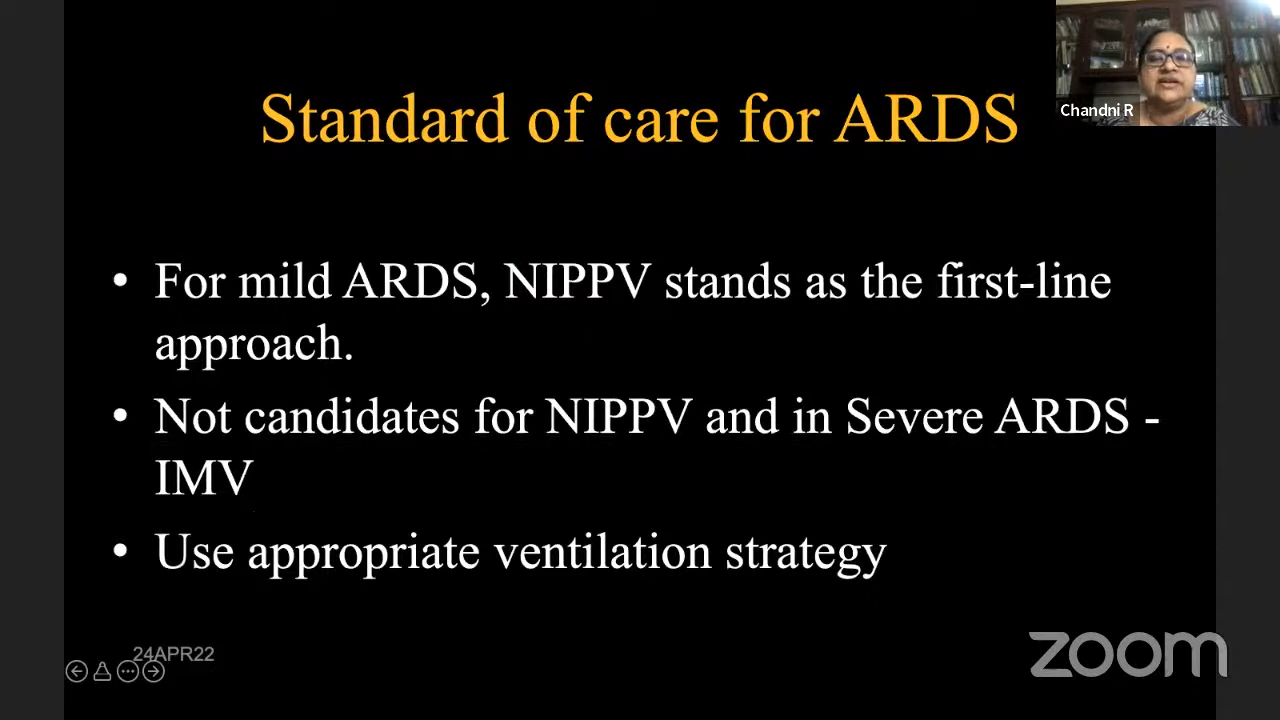 Chandni R
Standard of care for ARDS
• For mild ARDS, NIPPV stands as the first-line
approach.
• Not candidates for NIPPV and in Severe ARDS -
IMV
• Use appropriate ventilation strategy
24APR22
zoom